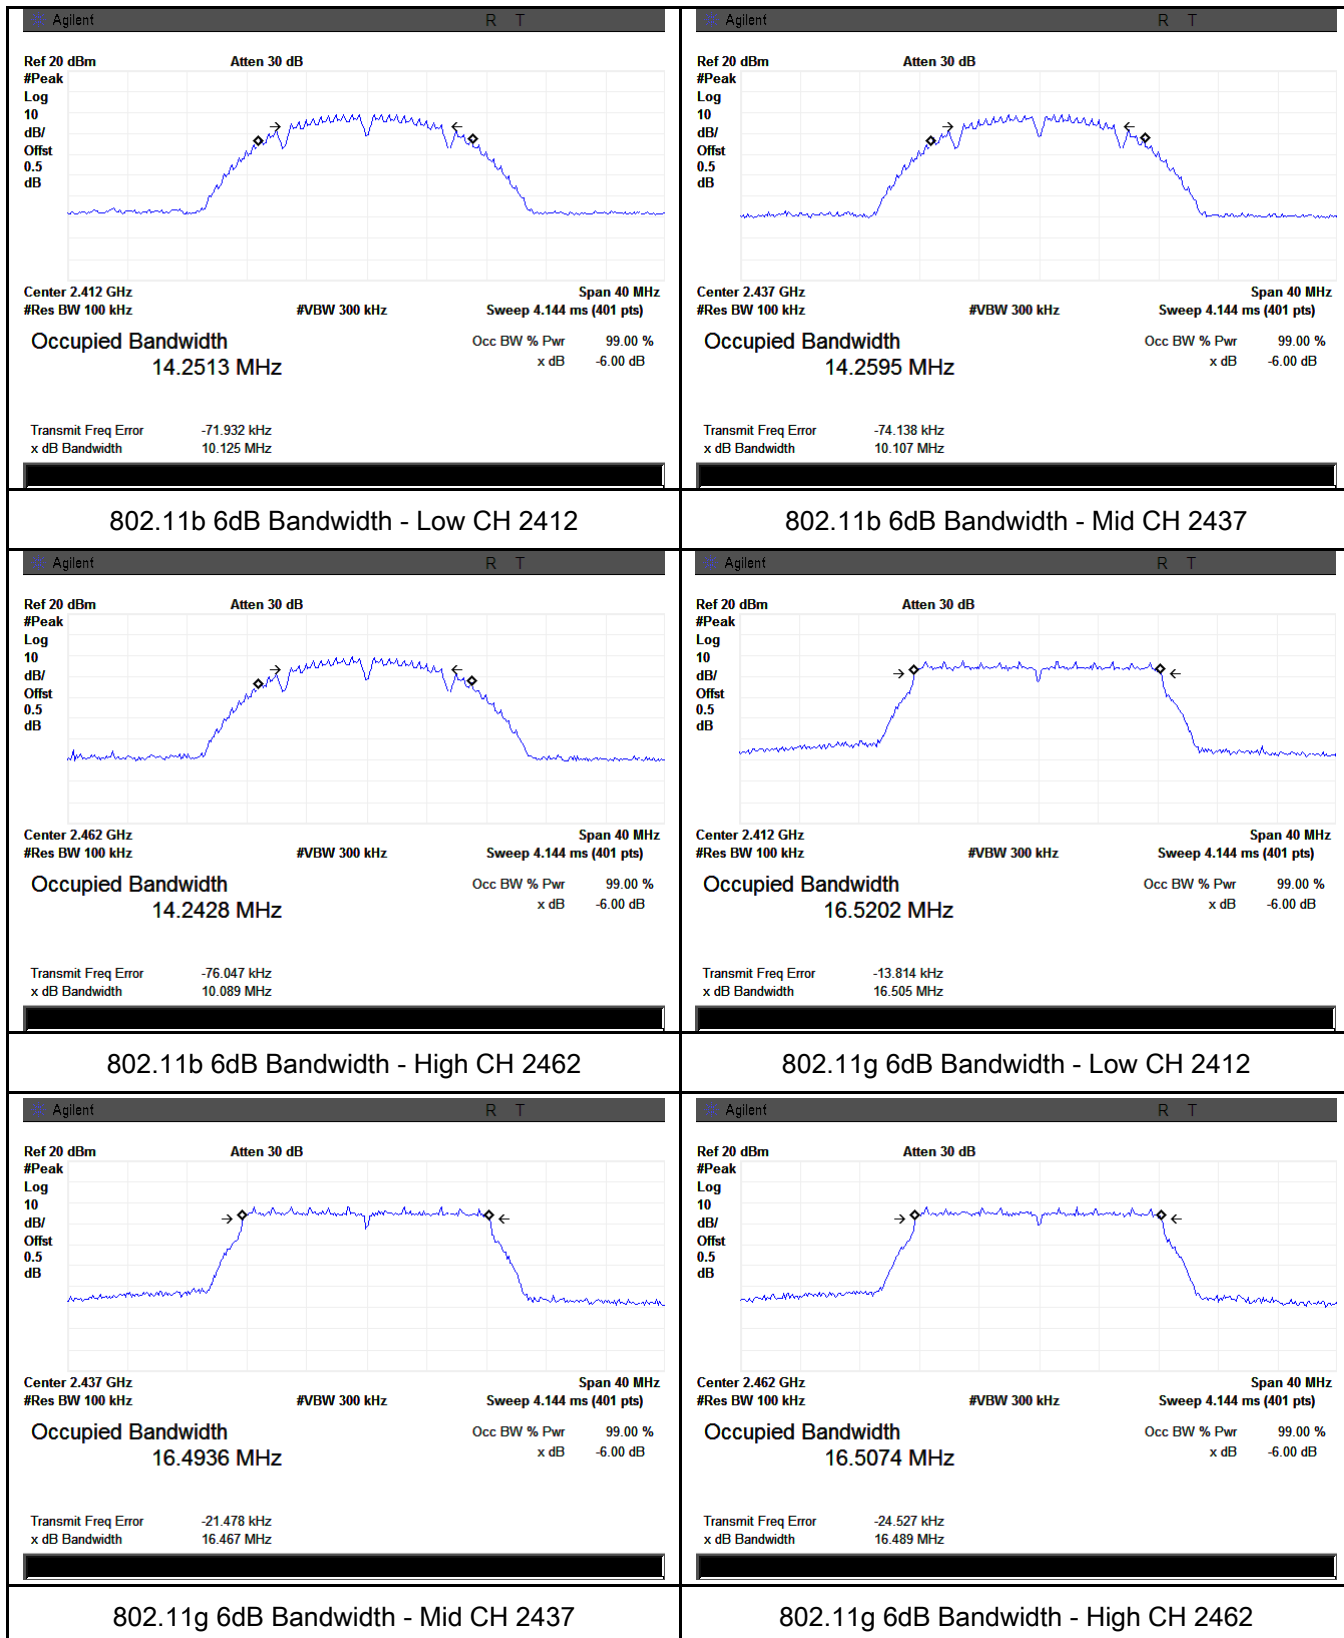 Agilent R T
Ref 20 dBm Atten 30 dB
#Peak
Log
10
dB/
Offst
0.5
dB
Center 2.412 GHz Span 40 MHz
#Res BW 100 kHz #VBW 300 kHz Sweep 4.144 ms (401 pts)
Occupied Bandwidth Occ BW % Pwr 99.00 %
14.2513 MHz x dB -6.00 dB
Transmit Freq Error -71.932 kHz
x dB Bandwidth 10.125 MHz
802.11b 6dB Bandwidth - Low CH 2412
Agilent R T
Ref 20 dBm Atten 30 dB
#Peak
Log
10
dB/
Offst
0.5
dB
Center 2.437 GHz Span 40 MHz
#Res BW 100 kHz #VBW 300 kHz Sweep 4.144 ms (401 pts)
Occupied Bandwidth Occ BW % Pwr 99.00 %
14.2595 MHz x dB -6.00 dB
Transmit Freq Error -74.138 kHz
x dB Bandwidth 10.107 MHz
802.11b 6dB Bandwidth - Mid CH 2437
Agilent R T
Ref 20 dBm Atten 30 dB
#Peak
Log
10
dB/
Offst
0.5
dB
Center 2.462 GHz Span 40 MHz
#Res BW 100 kHz #VBW 300 kHz Sweep 4.144 ms (401 pts)
Occupied Bandwidth Occ BW % Pwr 99.00 %
14.2428 MHz x dB -6.00 dB
Transmit Freq Error -76.047 kHz
x dB Bandwidth 10.089 MHz
802.11b 6dB Bandwidth - High CH 2462
Agilent R T
Ref 20 dBm Atten 30 dB
#Peak
Log
10
dB/
Offst
0.5
dB
Center 2.412 GHz Span 40 MHz
#Res BW 100 kHz #VBW 300 kHz Sweep 4.144 ms (401 pts)
Occupied Bandwidth Occ BW % Pwr 99.00 %
16.5202 MHz x dB -6.00 dB
Transmit Freq Error -13.814 kHz
x dB Bandwidth 16.505 MHz
802.11g 6dB Bandwidth - Low CH 2412
Agilent R T
Ref 20 dBm Atten 30 dB
#Peak
Log
10
dB/
Offst
0.5
dB
Center 2.437 GHz Span 40 MHz
#Res BW 100 kHz #VBW 300 kHz Sweep 4.144 ms (401 pts)
Occupied Bandwidth Occ BW % Pwr 99.00 %
16.4936 MHz x dB -6.00 dB
Transmit Freq Error -21.478 kHz
x dB Bandwidth 16.467 MHz
802.11g 6dB Bandwidth - Mid CH 2437
Agilent R T
Ref 20 dBm Atten 30 dB
#Peak
Log
10
dB/
Offst
0.5
dB
Center 2.462 GHz Span 40 MHz
#Res BW 100 kHz #VBW 300 kHz Sweep 4.144 ms (401 pts)
Occupied Bandwidth Occ BW % Pwr 99.00 %
16.5074 MHz x dB -6.00 dB
Transmit Freq Error -24.527 kHz
x dB Bandwidth 16.489 MHz
802.11g 6dB Bandwidth - High CH 2462